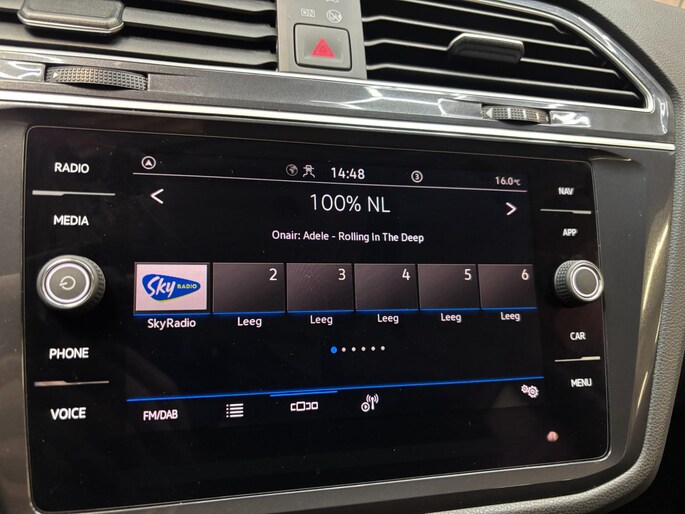 RADIO
MEDIA
PHONE
VOICE
14:48
3
16.0°C
< 100% NL >
Onair: Adele - Rolling In The Deep
Sky RADIO
2
3
4
5
6
SkyRadio
Leeg
Leeg
Leeg
Leeg
Leeg
FM/DAB
NAV
APP
CAR
MENU